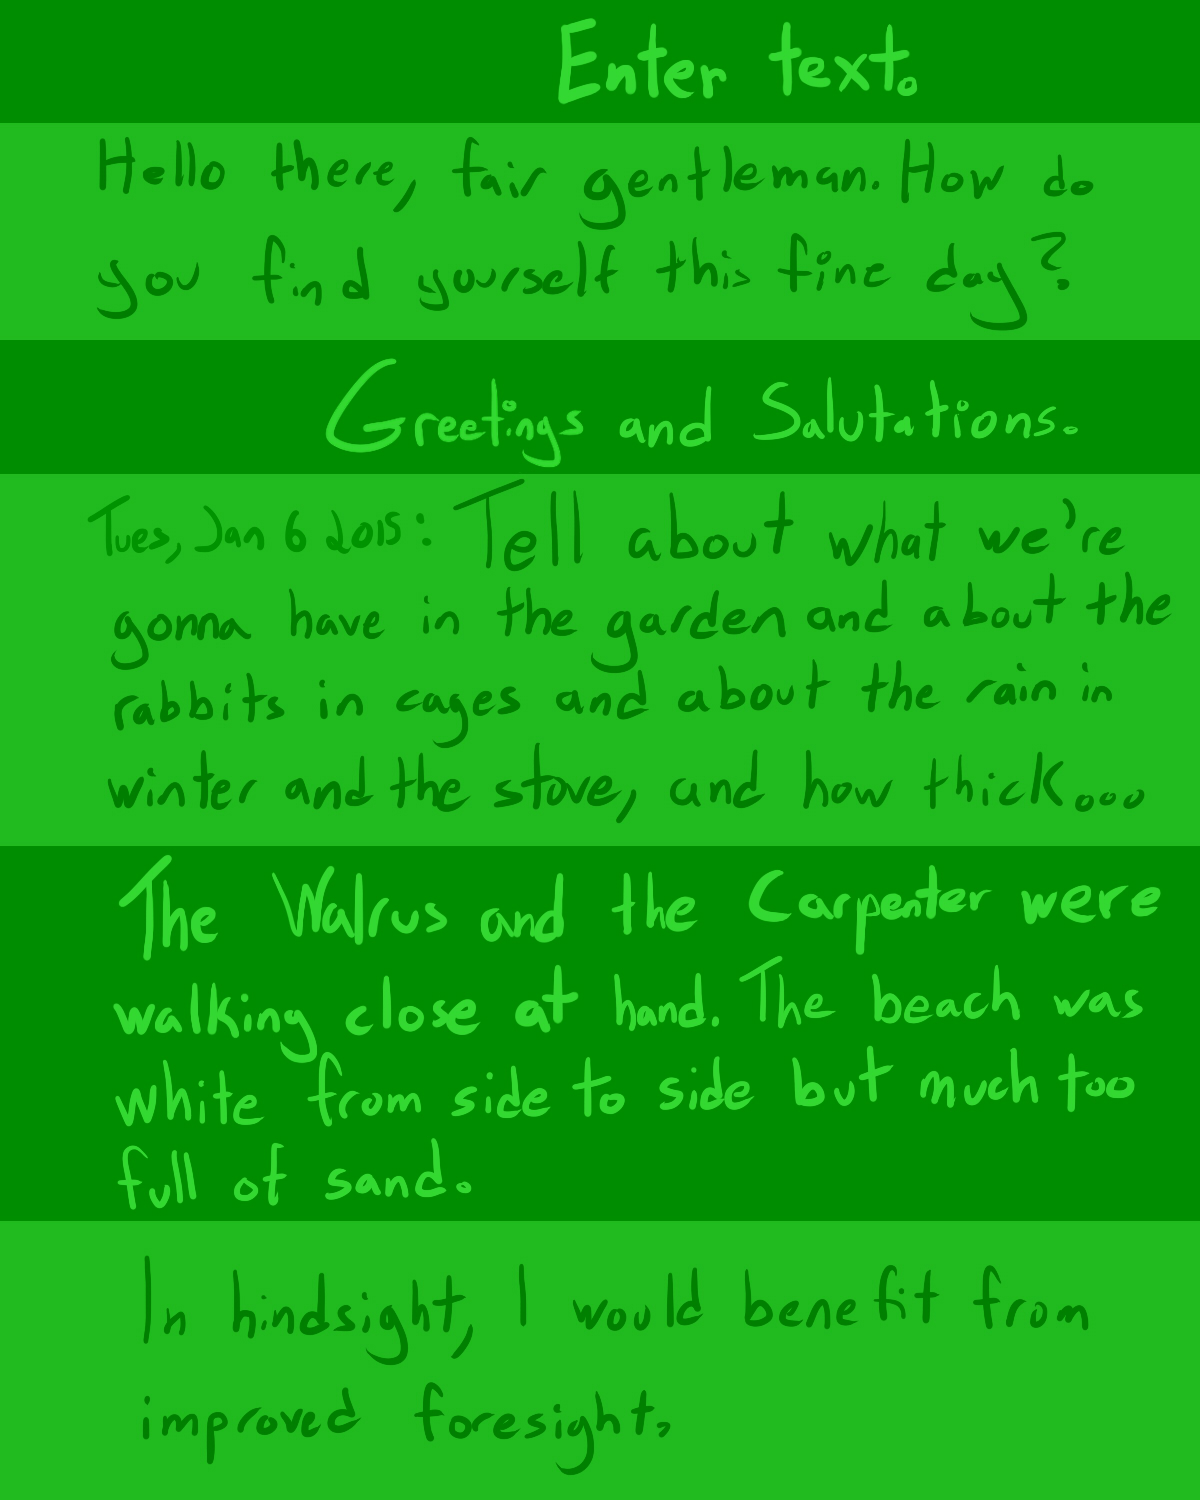 Enter text.
Hello there, fair gentleman. How do
you find yourself this fine day?
Greetings and Salutations.
Tues, Jan 6 2015: Tell about what we're
gonna have in the garden and about the
rabbits in cages and about the rain in
winter and the stove, and how thick...
The Walrus and the Carpenter were
walking close at hand. The beach was
white from side to side but much too
full of sand.
In hindsight, I would benefit from
improved foresight,